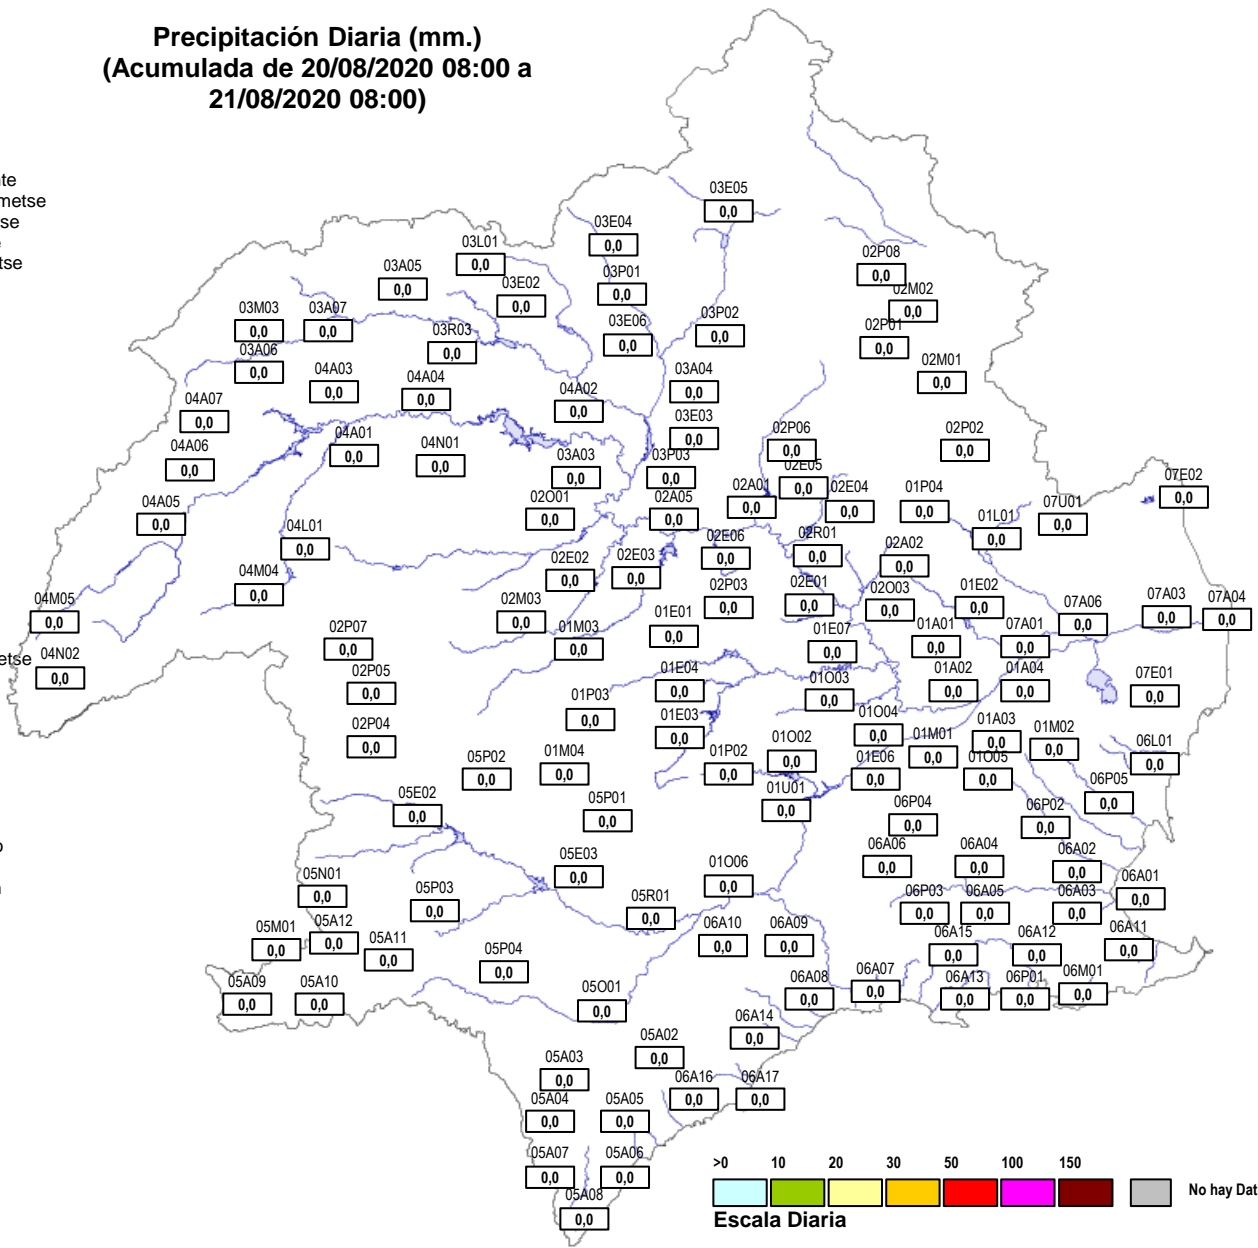 Precipitación Diaria (mm.)
(Acumulada de 20/08/2020 08:00 a
21/08/2020 08:00)
te
metse
se
tse
03E05
0,0
03E04
0,0
03L01
0,0
02P08
0,0
03A05
0,0
03P01
0,0
03E02
0,0
02M02
0,0
03M03
0,0
03A07
0,0
03P02
0,0
03E06
0,0
03R03
0,0
02P01
0,0
03A06
0,0
02M01
0,0
04A03
0,0
04A04
0,0
03A04
0,0
04A02
0,0
04A07
0,0
03E03
0,0
02P06
0,0
02P02
0,0
04A01
0,0
04N01
0,0
04A06
0,0
03A03
0,0
03P03
0,0
02E05
0,0
07E02
0,0
02A01
0,0
02E04
0,0
01P04
0,0
04A05
0,0
02O01
0,0
02A05
0,0
07U01
0,0
01L01
0,0
04L01
0,0
02E06
0,0
02R01
0,0
02A02
0,0
02E02
0,0
02E03
0,0
04M04
0,0
02P03
0,0
02E01
0,0
02O03
0,0
01E02
0,0
04M05
0,0
02M03
0,0
07A03
0,0
07A04
0,0
07A06
0,0
01E01
0,0
01M03
0,0
02P07
0,0
01E07
0,0
01A01
0,0
07A01
0,0
etse
04N02
0,0
02P05
0,0
01E04
0,0
01O03
0,0
01A02
0,0
01A04
0,0
07E01
0,0
01P03
0,0
01E03
0,0
01O04
0,0
02P04
0,0
01A03
0,0
01M02
0,0
01O02
0,0
01M01
0,0
06L01
0,0
05P02
0,0
01M04
0,0
01P02
0,0
01E06
0,0
01O05
0,0
01U01
0,0
06P05
0,0
05E02
0,0
05P01
0,0
06P04
0,0
06P02
0,0
05E03
0,0
06A06
0,0
06A04
0,0
06A02
0,0
05N01
0,0
01O06
0,0
06A01
0,0
05P03
0,0
05R01
0,0
06P03
0,0
06A05
0,0
06A03
0,0
05M01
0,0
05A12
0,0
05A11
0,0
06A10
0,0
06A09
0,0
06A15
0,0
06A12
0,0
06A11
0,0
05P04
0,0
05A09
0,0
05A10
0,0
05O01
0,0
06A08
0,0
06A07
0,0
06A13
0,0
06P01
0,0
06M01
0,0
06A14
0,0
05A02
0,0
05A03
0,0
06A16
0,0
06A17
0,0
05A04
0,0
05A05
0,0
05A07
0,0
05A06
0,0
05A08
0,0
>0 10 20 30 50 100 150
No hay Dat
Escala Diaria